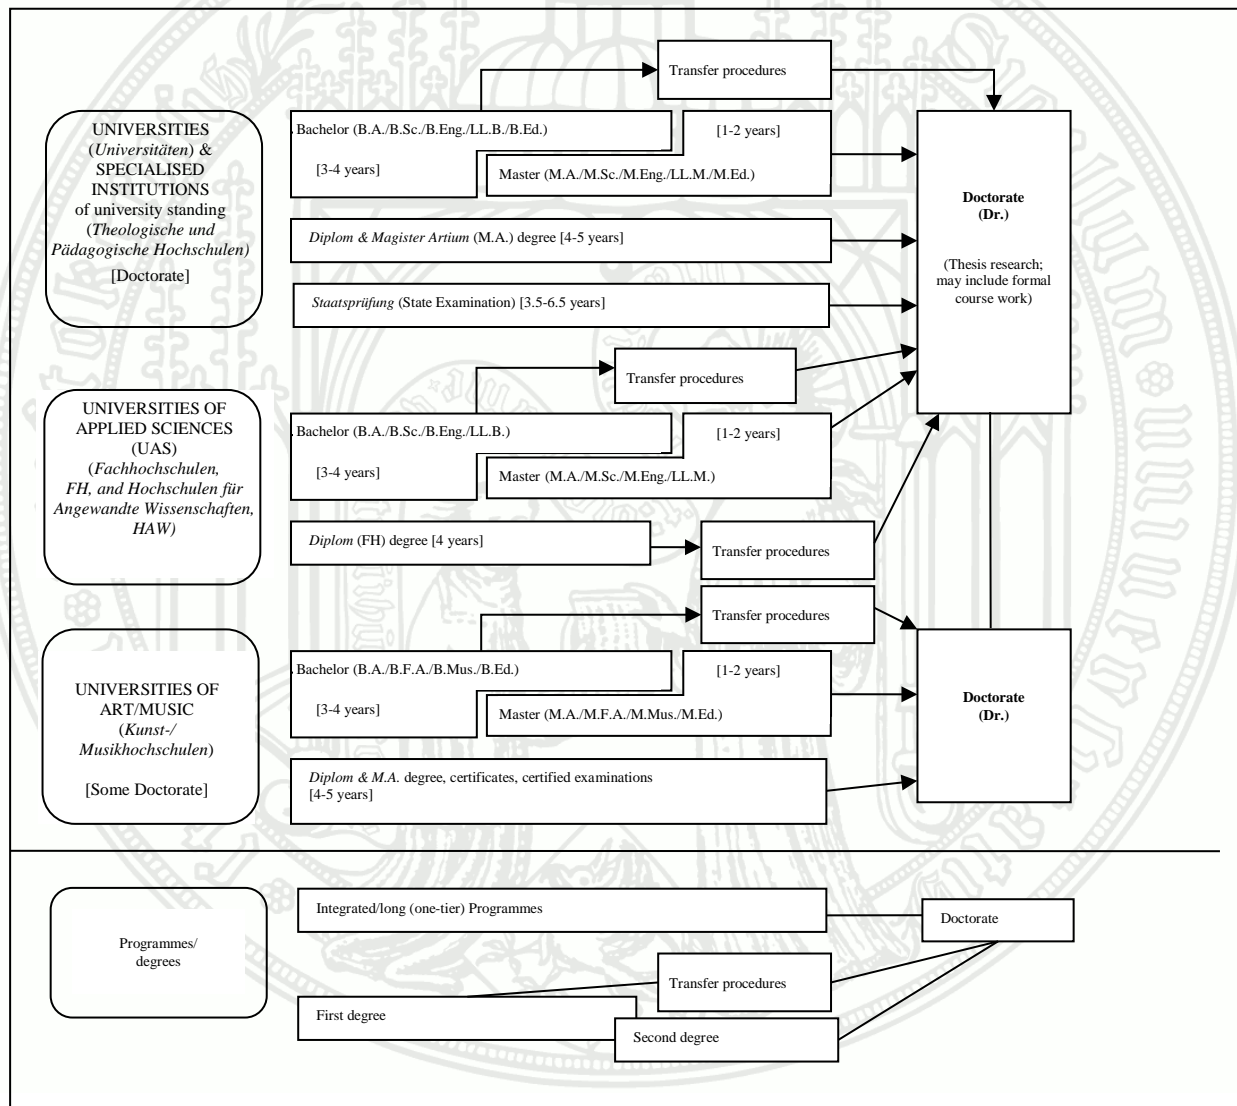 Transfer procedures
UNIVERSITIES
(Universitäten) &
SPECIALISED
INSTITUTIONS
of university standing
(Theologische und
Pädagogische Hochschulen)
[Doctorate]
Bachelor (B.A./B.Sc./B.Eng./LL.B./B.Ed.)
[3-4 years]
[1-2 years]
Master (M.A./M.Sc./M.Eng./LL.M./M.Ed.)
Diplom & Magister Artium (M.A.) degree [4-5 years]
Staatsprüfung (State Examination) [3.5-6.5 years]
Doctorate
(Dr.)
(Thesis research;
may include formal
course work)
Transfer procedures
UNIVERSITIES OF
APPLIED SCIENCES
(UAS)
(Fachhochschulen,
FH, and Hochschulen für
Angewandte Wissenschaften,
HAW)
Bachelor (B.A./B.Sc./B.Eng./LL.B.)
[3-4 years]
[1-2 years]
Master (M.A./M.Sc./M.Eng./LL.M.)
Diplom (FH) degree [4 years]
Transfer procedures
Transfer procedures
UNIVERSITIES OF
ART/MUSIC
(Kunst-/
Musikhochschulen)
[Some Doctorate]
Bachelor (B.A./B.F.A./B.Mus./B.Ed.)
[3-4 years]
[1-2 years]
Master (M.A./M.F.A./M.Mus./M.Ed.)
Diplom & M.A. degree, certificates, certified examinations
[4-5 years]
Doctorate
(Dr.)
Programmes/
degrees
Integrated/long (one-tier) Programmes
Doctorate
Transfer procedures
First degree
Second degree